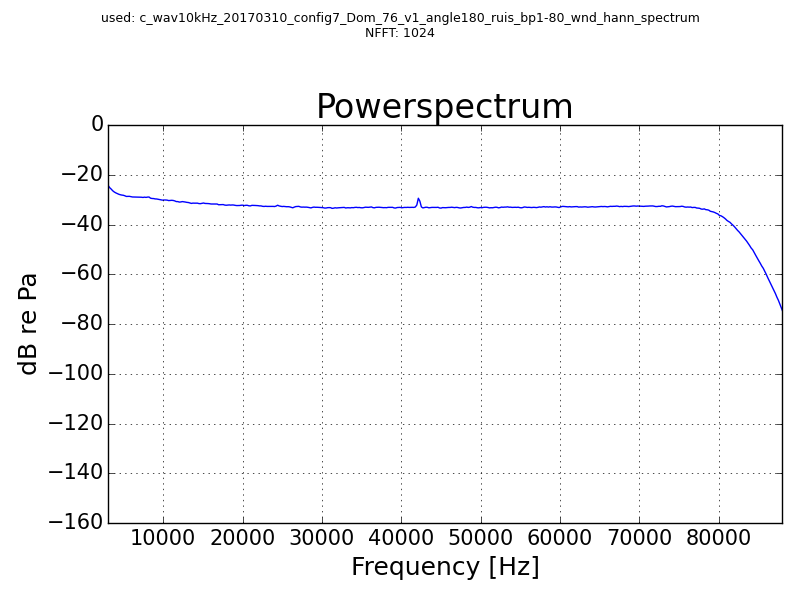 used: c_wav10kHz_20170310_config7_Dom_76_v1_angle180_ruis_bp1-80_wnd_hann_spectrum
NFFT: 1024
Powerspectrum
0
−20
−40
−60
−80
−100
−120
−140
−160
dB re Pa
10000 20000 30000 40000 50000 60000 70000 80000
Frequency [Hz]